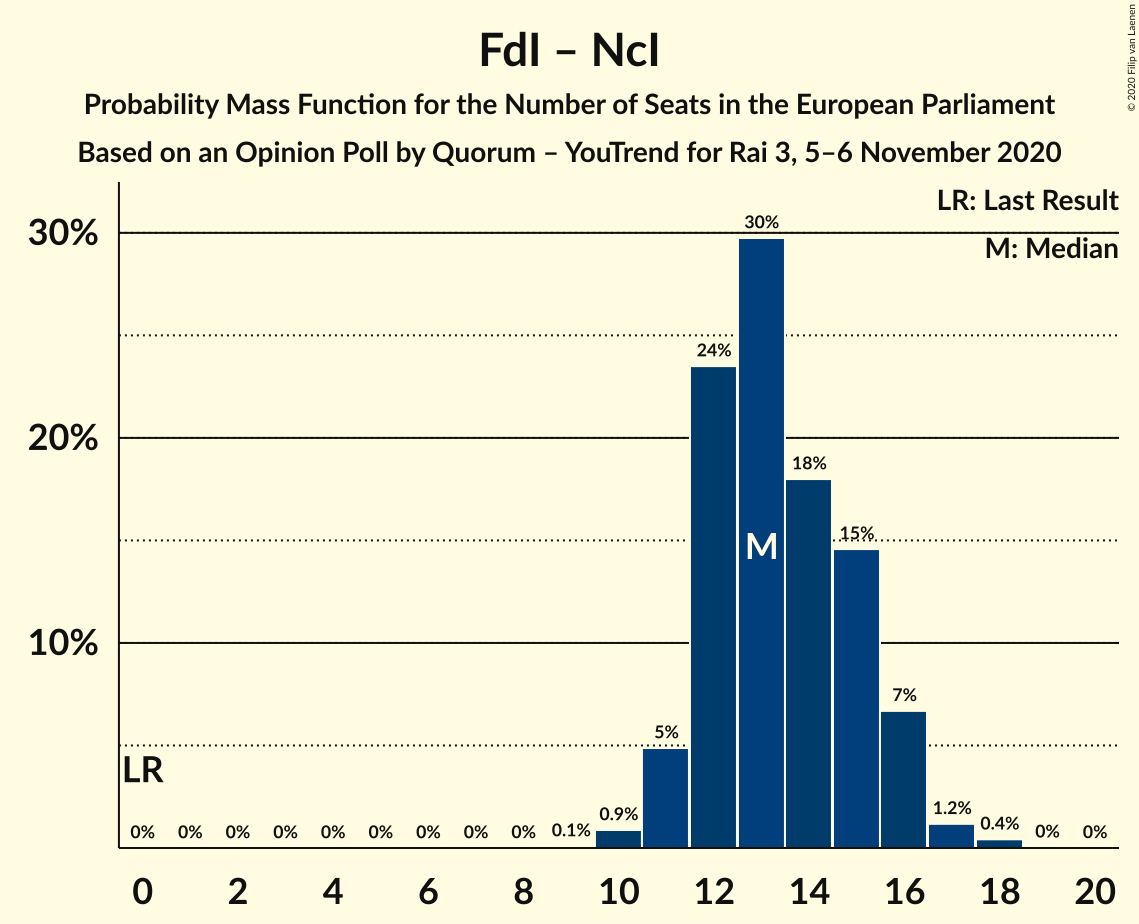 FdI – NcI
Probability Mass Function for the Number of Seats in the European Parliament
Based on an Opinion Poll by Quorum – YouTrend for Rai 3, 5–6 November 2020
© 2020 Filip van Laenen
LR: Last Result
M: Median
30%
20%
10%
LR
M
0%
0%
0%
0%
0%
0%
0%
0%
0%
0.1%
0.9%
5%
24%
30%
18%
15%
7%
1.2%
0.4%
0%
0%
0 2 4 6 8 10 12 14 16 18 20